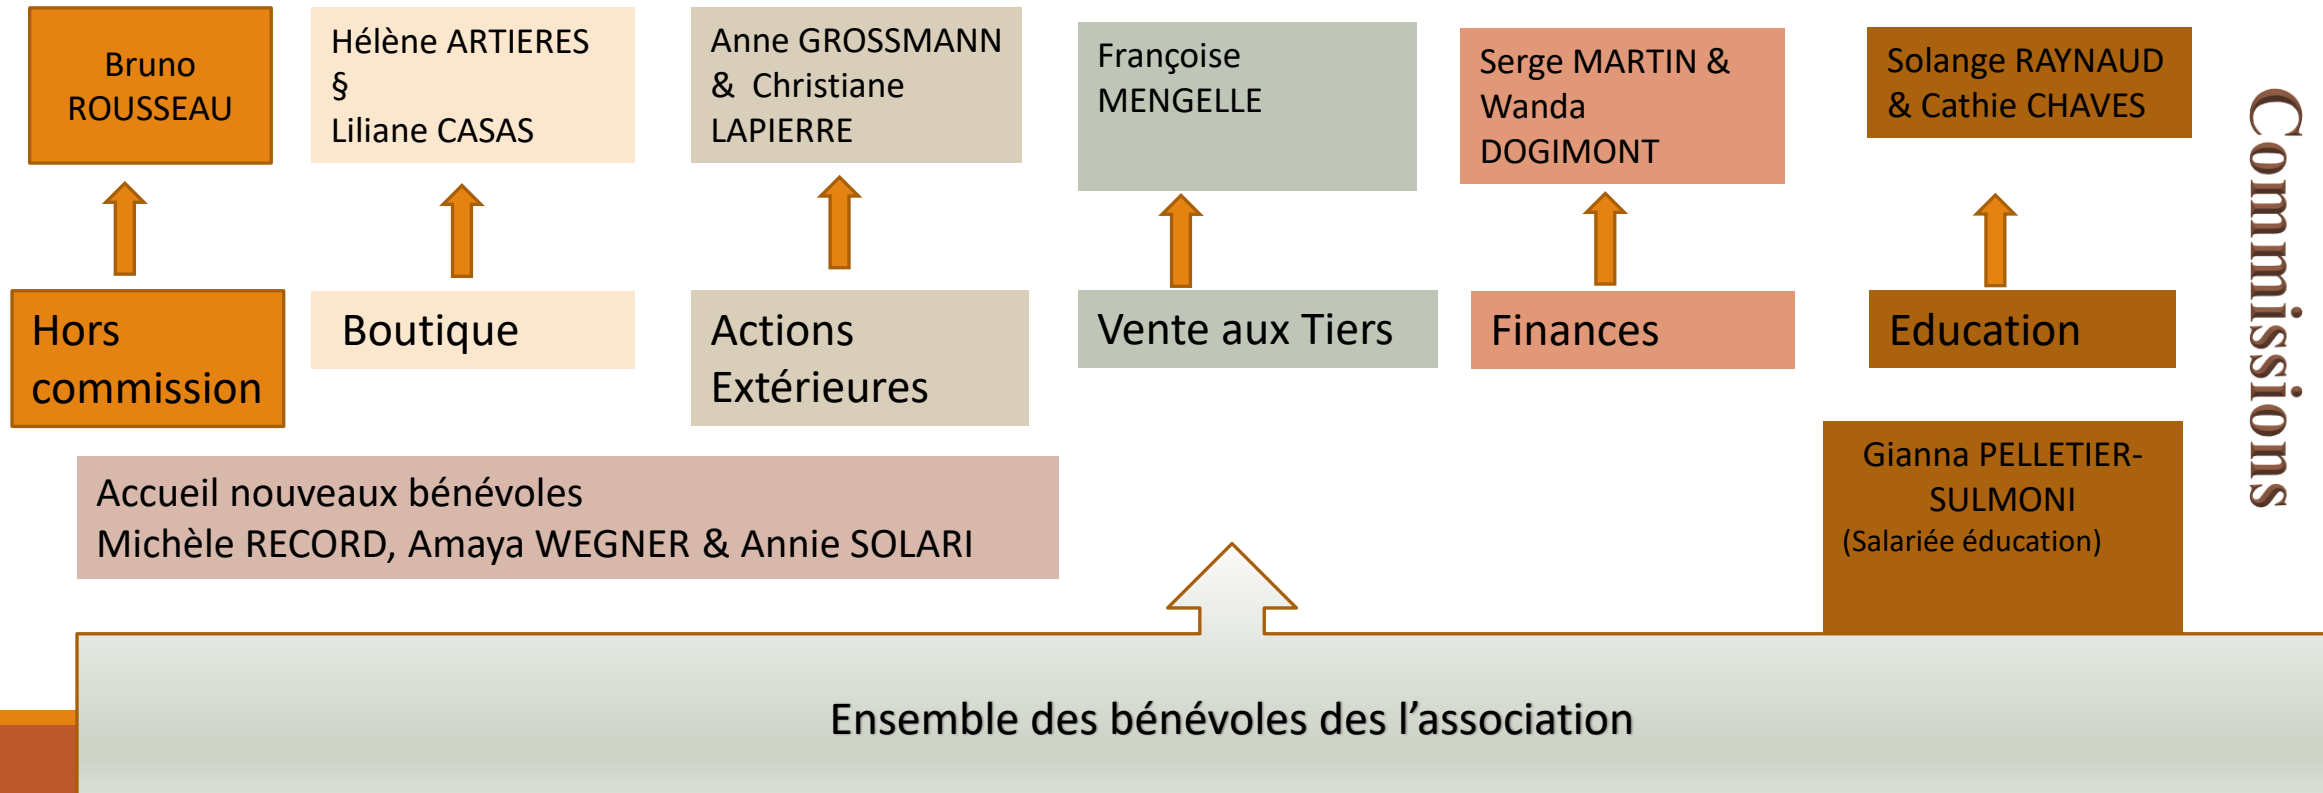 Bruno
ROUSSEAU
Hélène ARTIERES
§
Liliane CASAS
Anne GROSSMANN
& Christiane
LAPIERRE
Françoise
MENGELLE
Serge MARTIN &
Wanda
DOGIMONT
Solange RAYNAUD
& Cathie CHAVES
Commissions
Hors
commission
Boutique
Actions
Extérieures
Vente aux Tiers
Finances
Education
Accueil nouveaux bénévoles
Michèle RECORD, Amaya WEGNER & Annie SOLARI
Gianna PELLETIER-
SULMONI
(Salariée éducation)
Ensemble des bénévoles des l’association